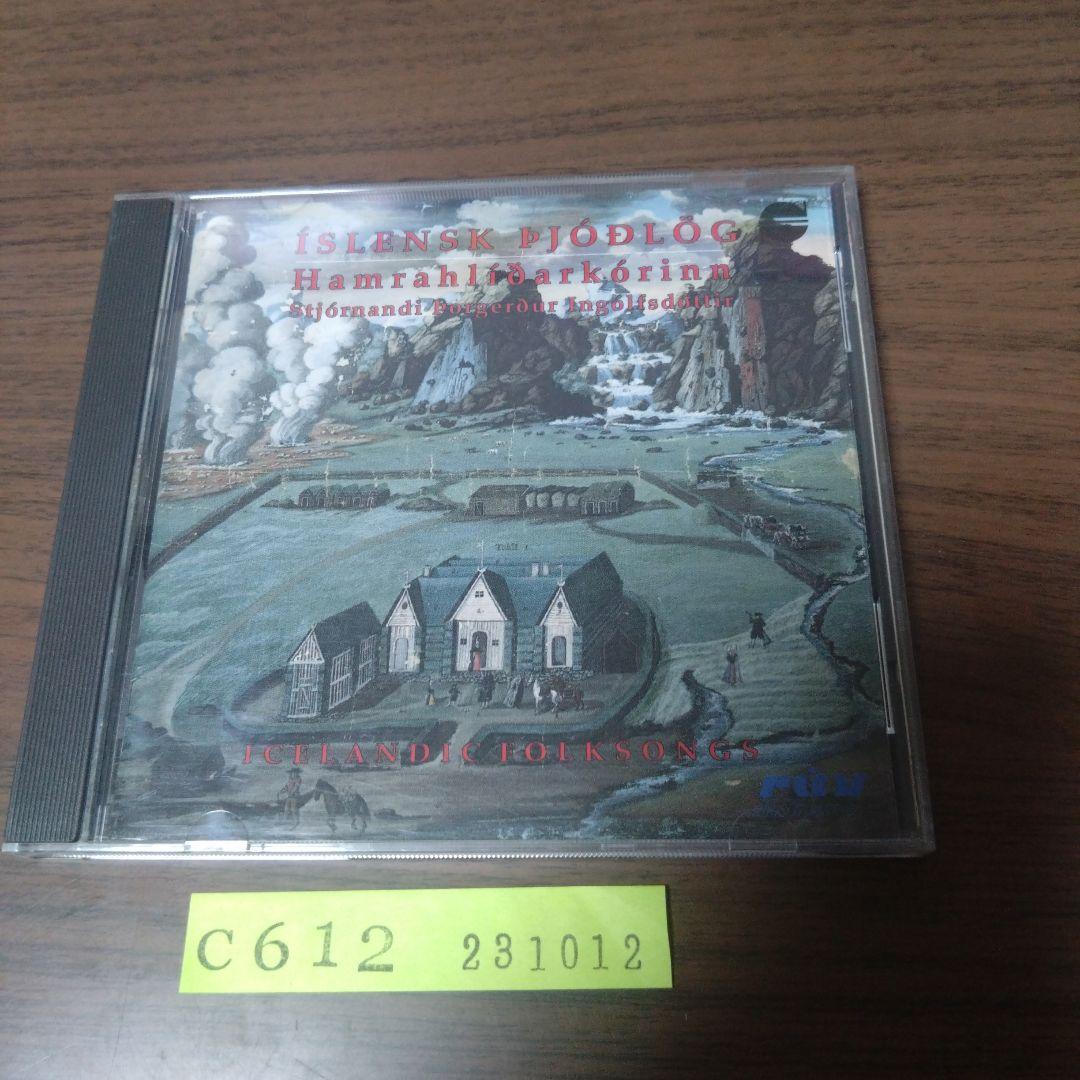 ÍSLENSK ÞJÓÐLÖG
Hamrahlíðarkórinn
Stjórnandi Þorgerður Ingólfsdóttir
ICELANDIC FOLKSONGS
rúv
C612 231012